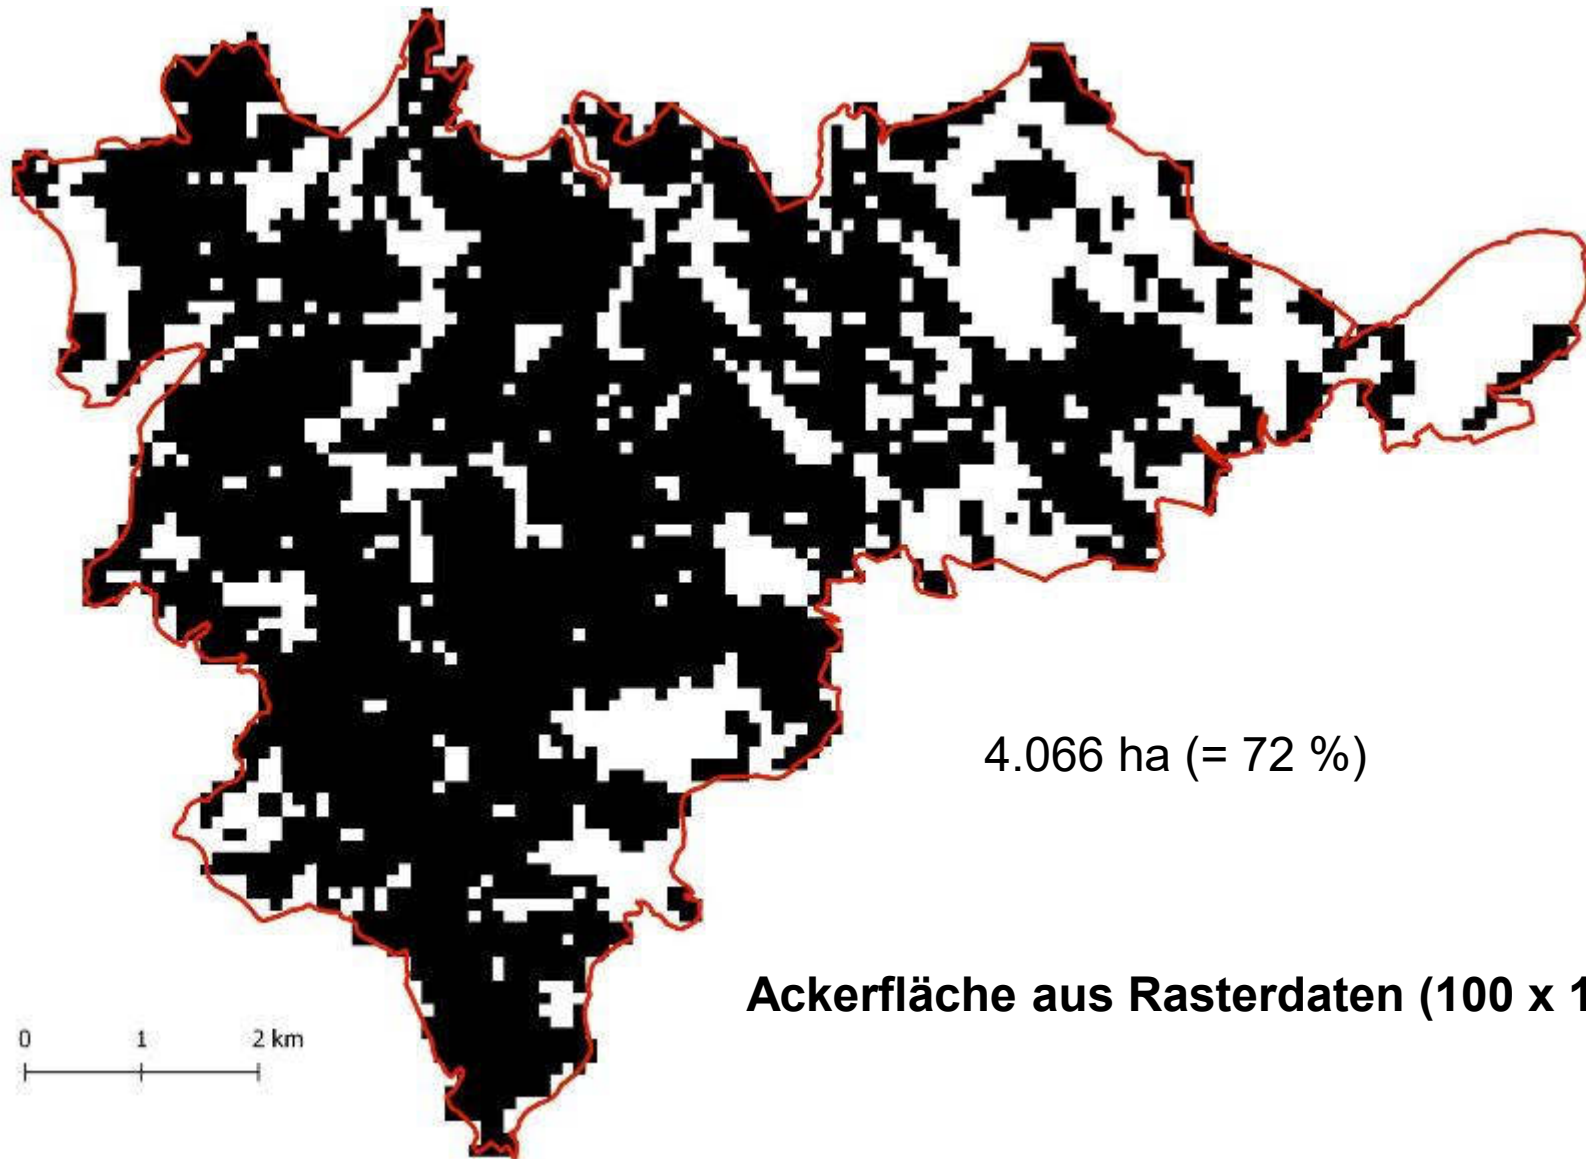 4.066 ha (= 72 %)
Ackerfläche aus Rasterdaten (100 x 1
0 1 2 km